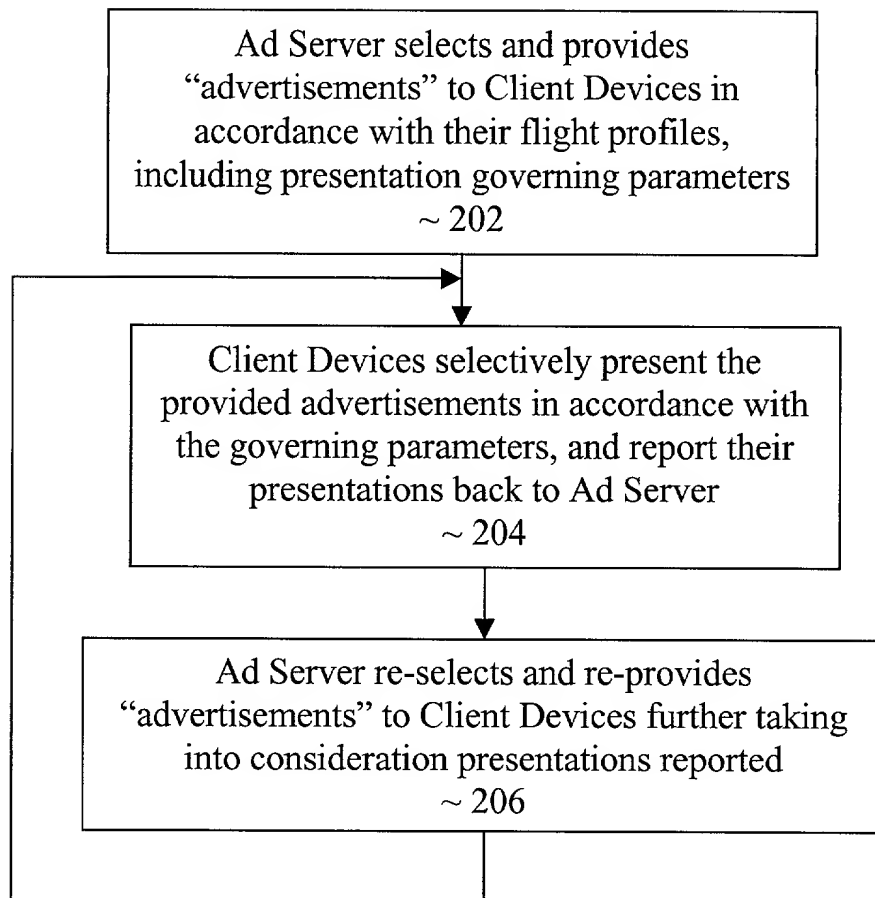 Ad Server selects and provides
“advertisements” to Client Devices in
accordance with their flight profiles,
including presentation governing parameters
~ 202
Client Devices selectively present the
provided advertisements in accordance with
the governing parameters, and report their
presentations back to Ad Server
~ 204
Ad Server re-selects and re-provides
“advertisements” to Client Devices further taking
into consideration presentations reported
~ 206